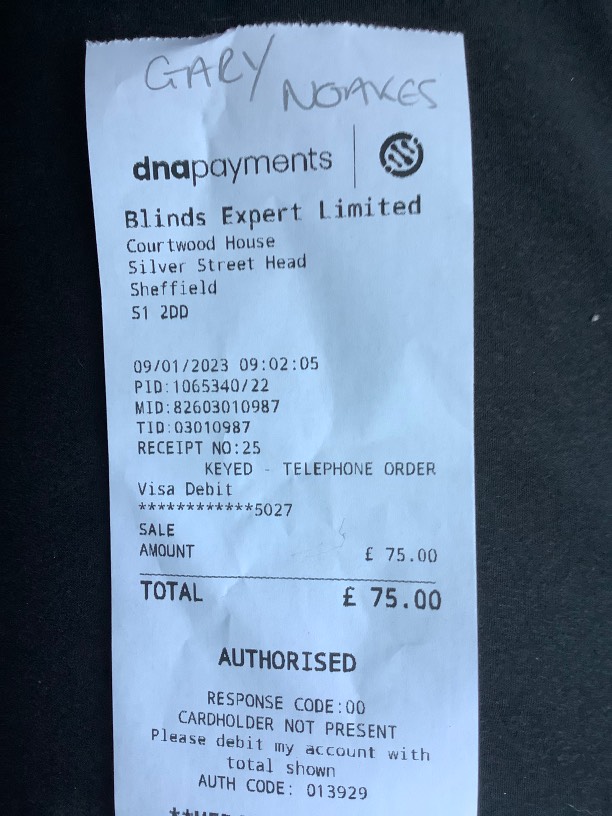 GARY
NOAKES
dnapayments
Blinds Expert Limited
Courtwood House
Silver Street Head
Sheffield
S1 2DD
09/01/2023 09:02:05
PID:1065340/22
MID:82603010987
TID:03010987
RECEIPT NO:25
KEYED - TELEPHONE ORDER
Visa Debit
************5027
SALE
AMOUNT £ 75.00
TOTAL £ 75.00
AUTHORISED
RESPONSE CODE:00
CARDHOLDER NOT PRESENT
Please debit my account with
total shown
AUTH CODE: 013929